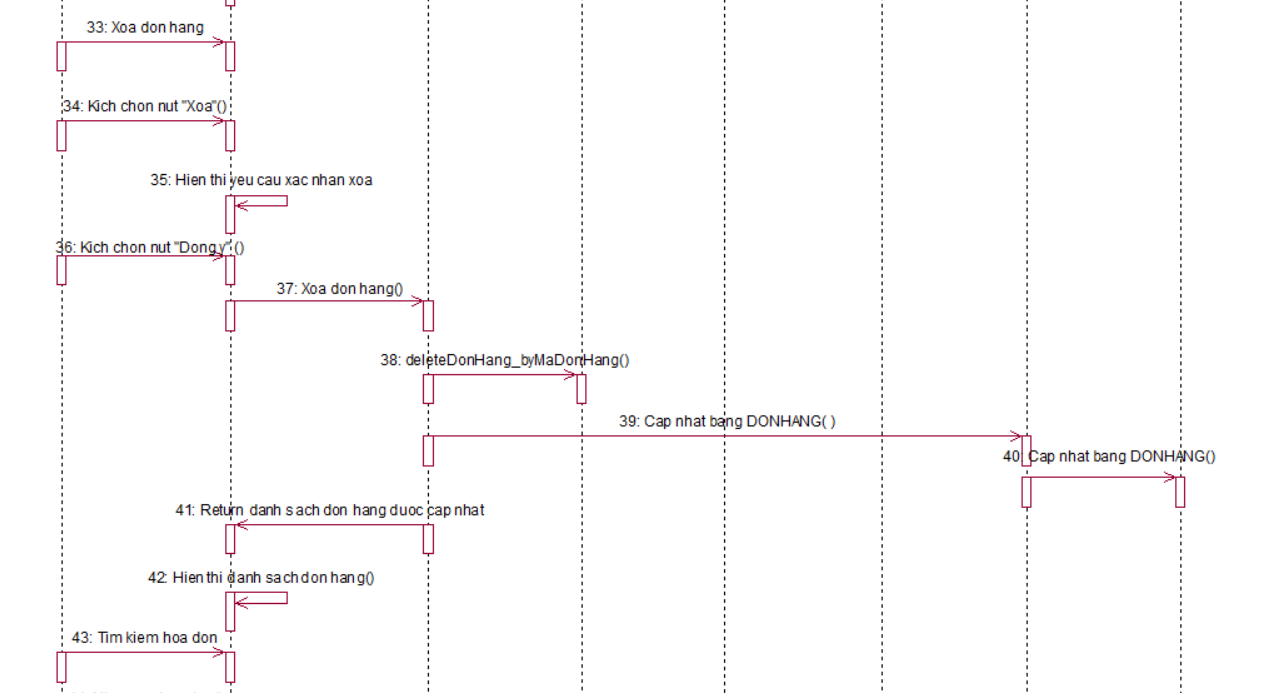 33: Xoa don hang
34: Kich chon nut "Xoa"()
35: Hien thi yeu cau xac nhan xoa
36: Kich chon nut "Dong y" ()
37: Xoa don hang()
38: deleteDonHang_byMaDonHang()
39: Cap nhat bang DONHANG( )
40: Cap nhat bang DONHANG()
41: Return danh sach don hang duoc cap nhat
42: Hien thi danh sach don hang()
43: Tim kiem hoa don